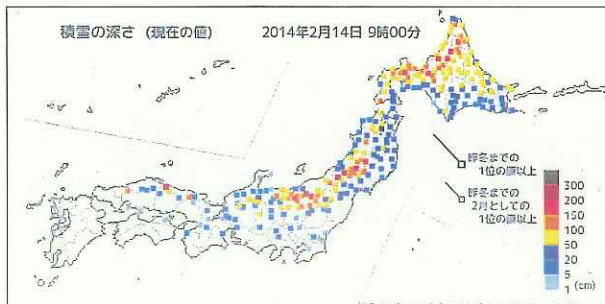 積雪の深さ (現在の値)
2014年2月14日 9時00分
昨冬までの
1位の値以上
昨冬までの
2月としての
1位の値以上
300
200
150
100
50
20
5
1 (cm)